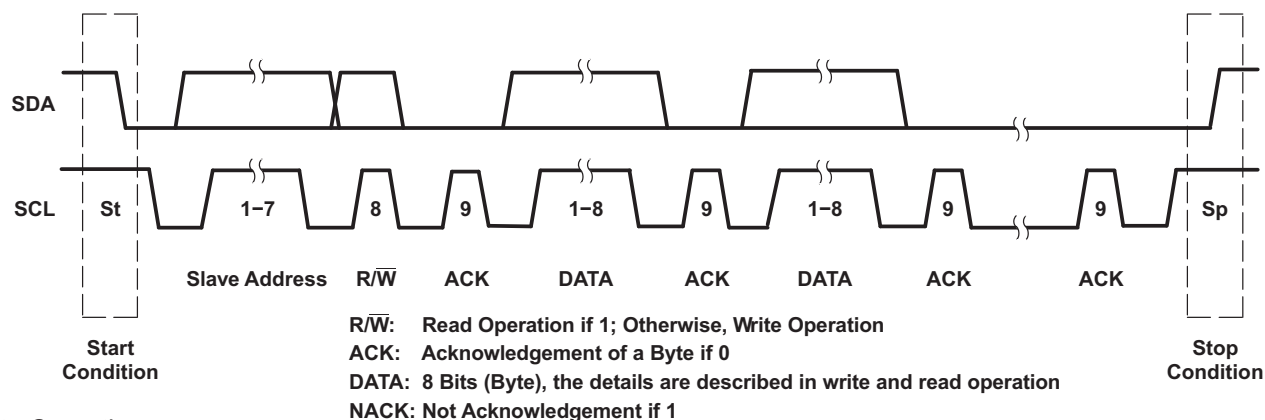 SDA
SCL
St
1−7
8
9
1−8
9
1−8
9
9
Sp
Slave Address
R/W̅
ACK
DATA
ACK
DATA
ACK
ACK
R/W̅: Read Operation if 1; Otherwise, Write Operation
ACK: Acknowledgement of a Byte if 0
DATA: 8 Bits (Byte), the details are described in write and read operation
NACK: Not Acknowledgement if 1
Start
Condition
Stop
Condition